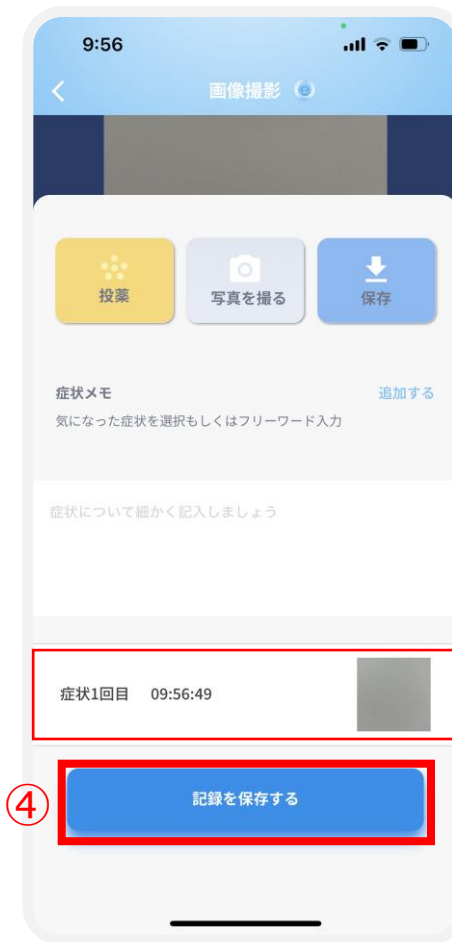 9:56
画像撮影
投薬
写真を撮る
保存
症状メモ
追加する
気になった症状を選択もしくはフリーワード入力
症状について細かく記入しましょう
症状1回目 09:56:49
④
記録を保存する